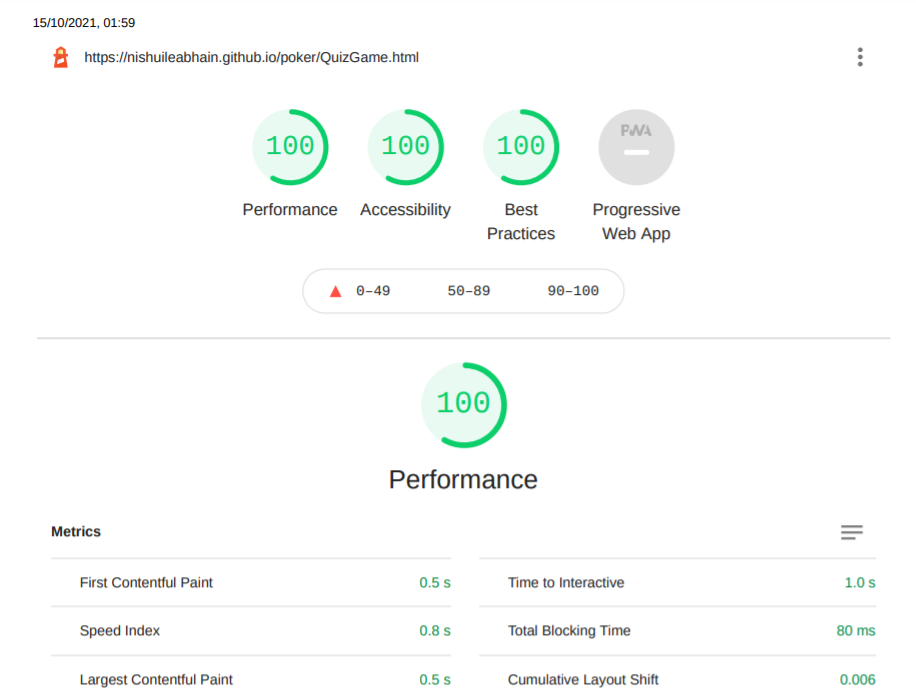 15/10/2021, 01:59
https://nishuileabhain.github.io/poker/QuizGame.html
100 100 100 PWA
Performance Accessibility Best Practices Progressive Web App
0–49 50–89 90–100
100
Performance
Metrics
First Contentful Paint 0.5 s
Time to Interactive 1.0 s
Speed Index 0.8 s
Total Blocking Time 80 ms
Largest Contentful Paint 0.5 s
Cumulative Layout Shift 0.006